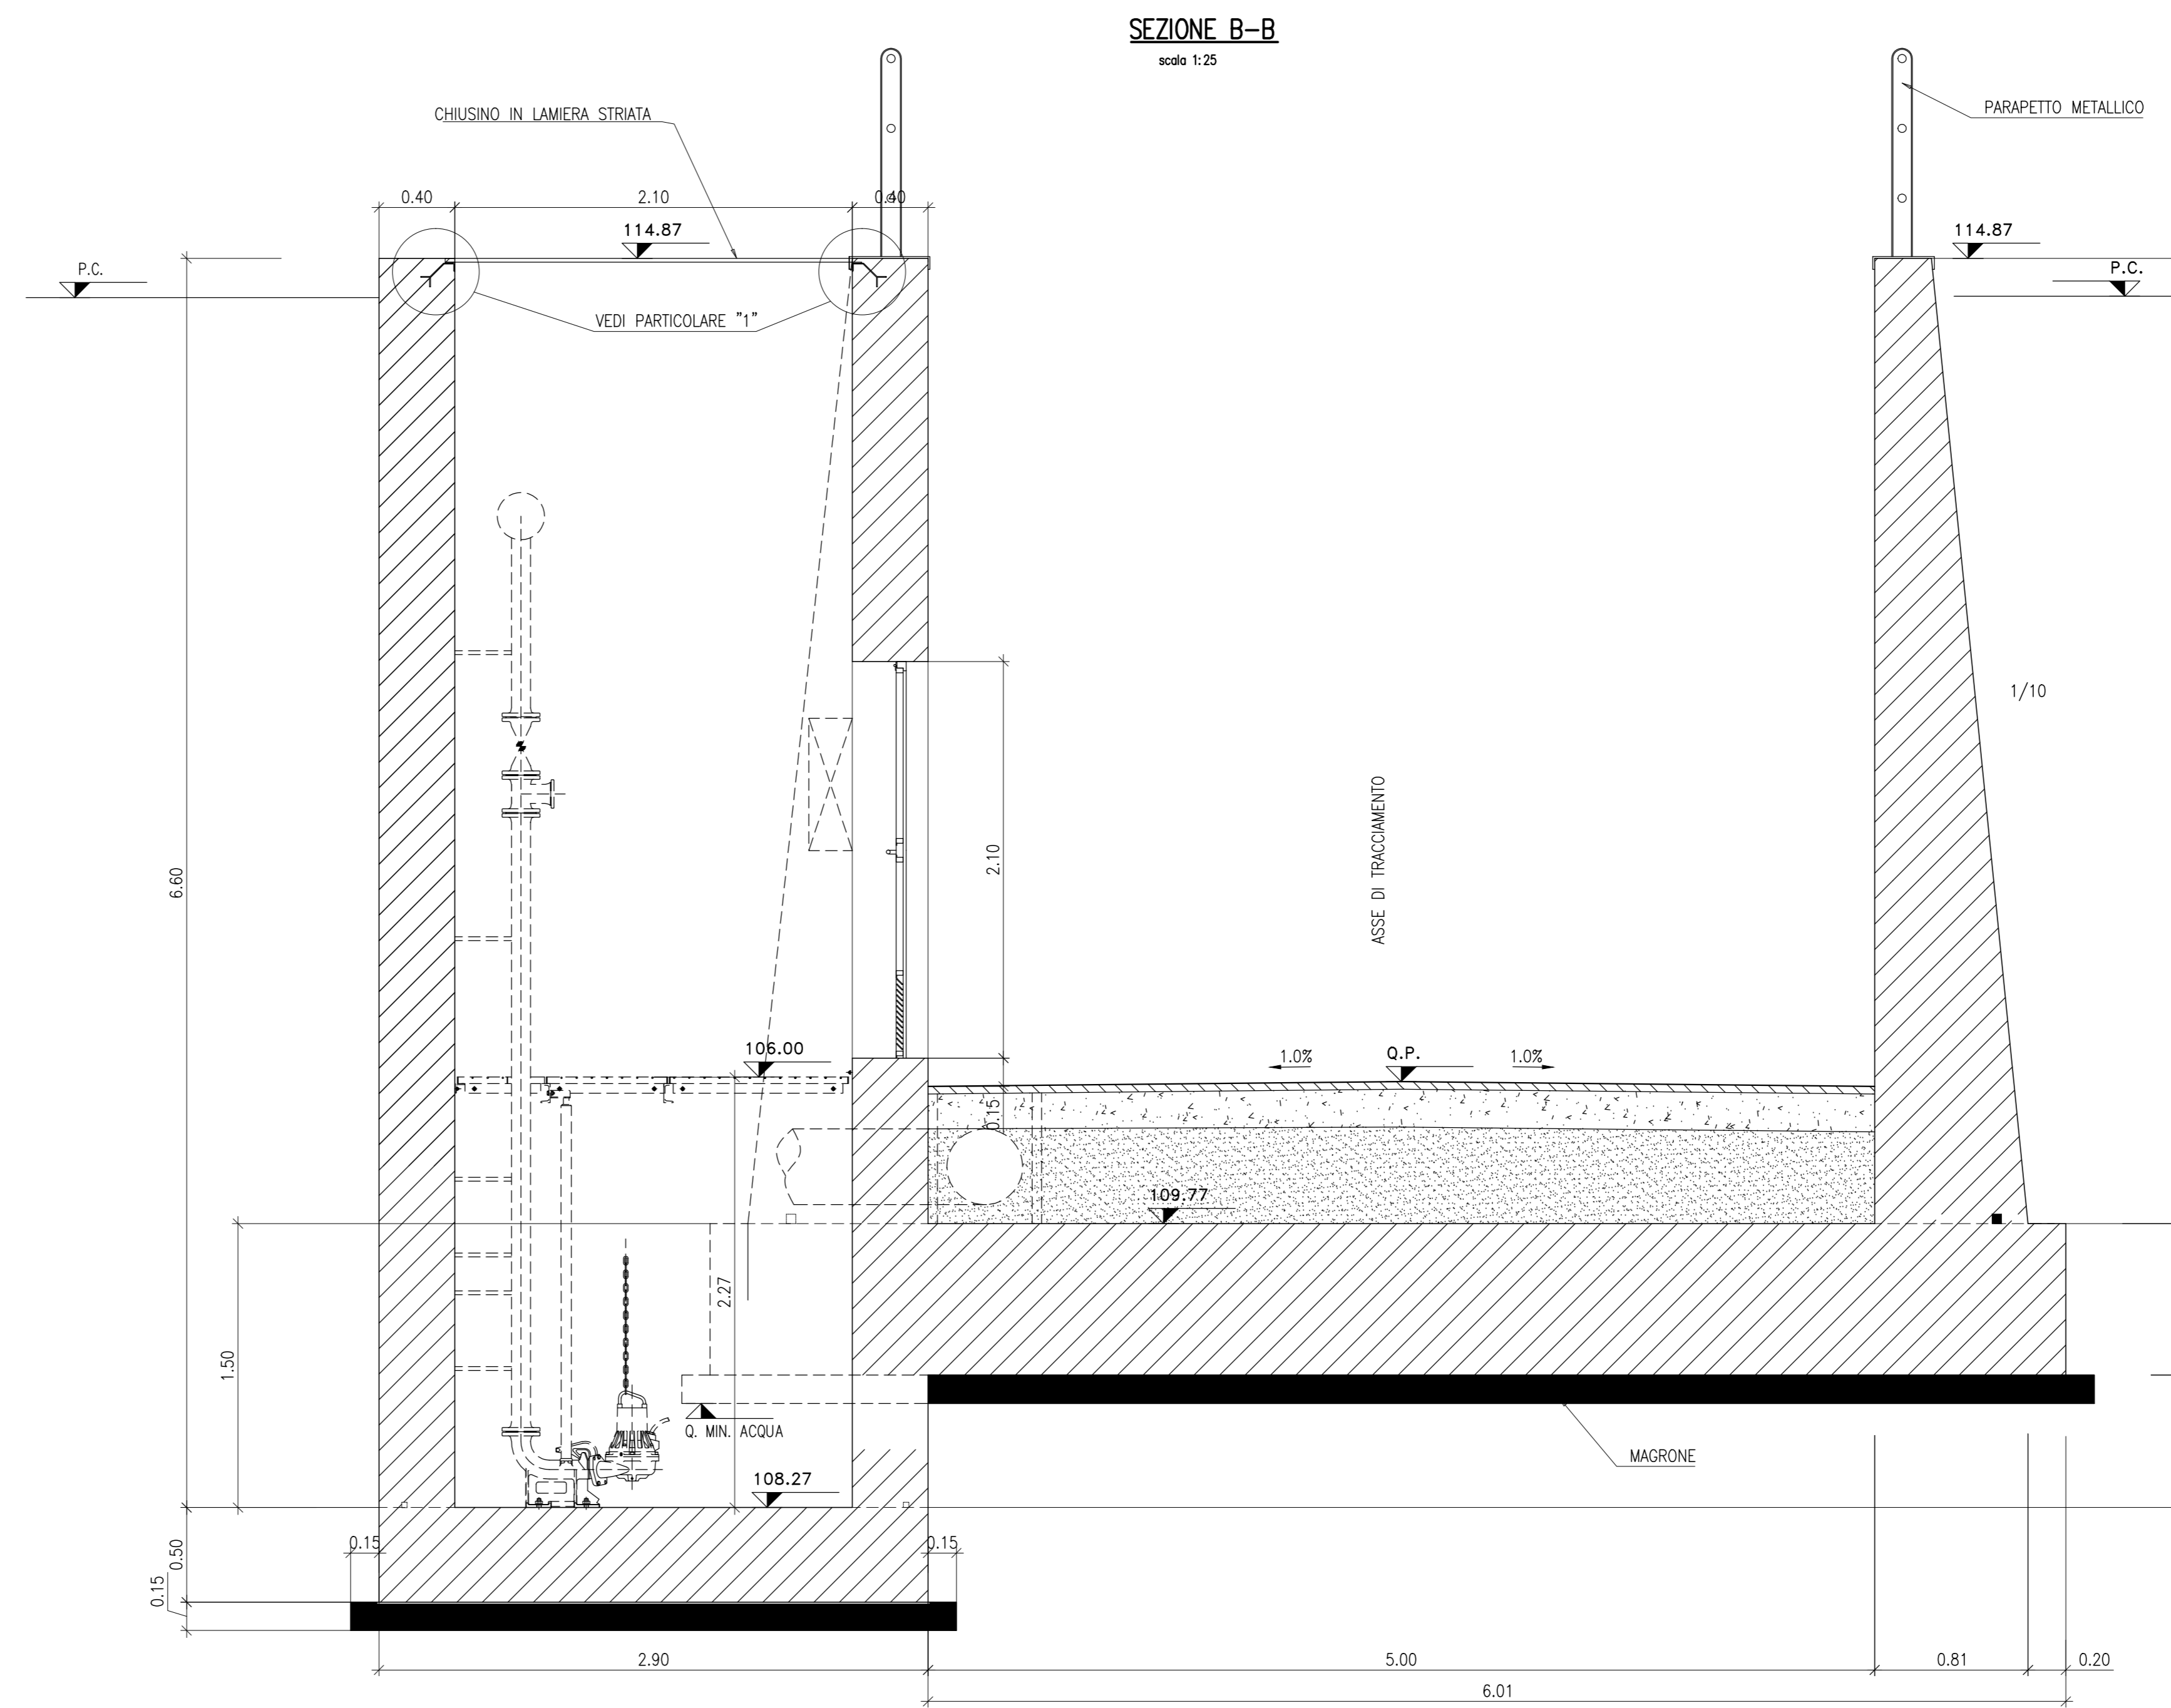 SEZIONE B-B
scala 1:25
CHIUSINO IN LAMIERA STRIATA
PARAPETTO METALLICO
0.40
2.10
0.40
114.87
114.87
P.C.
P.C.
VEDI PARTICOLARE "1"
1/10
ASSE DI TRACCIAMENTO
2.10
6.60
106.00
1.0%
Q.P.
1.0%
0.15
109.77
2.27
1.50
Q. MIN. ACQUA
MAGRONE
108.27
0.15
0.15
0.50
0.15
2.90
5.00
0.81
0.20
6.01